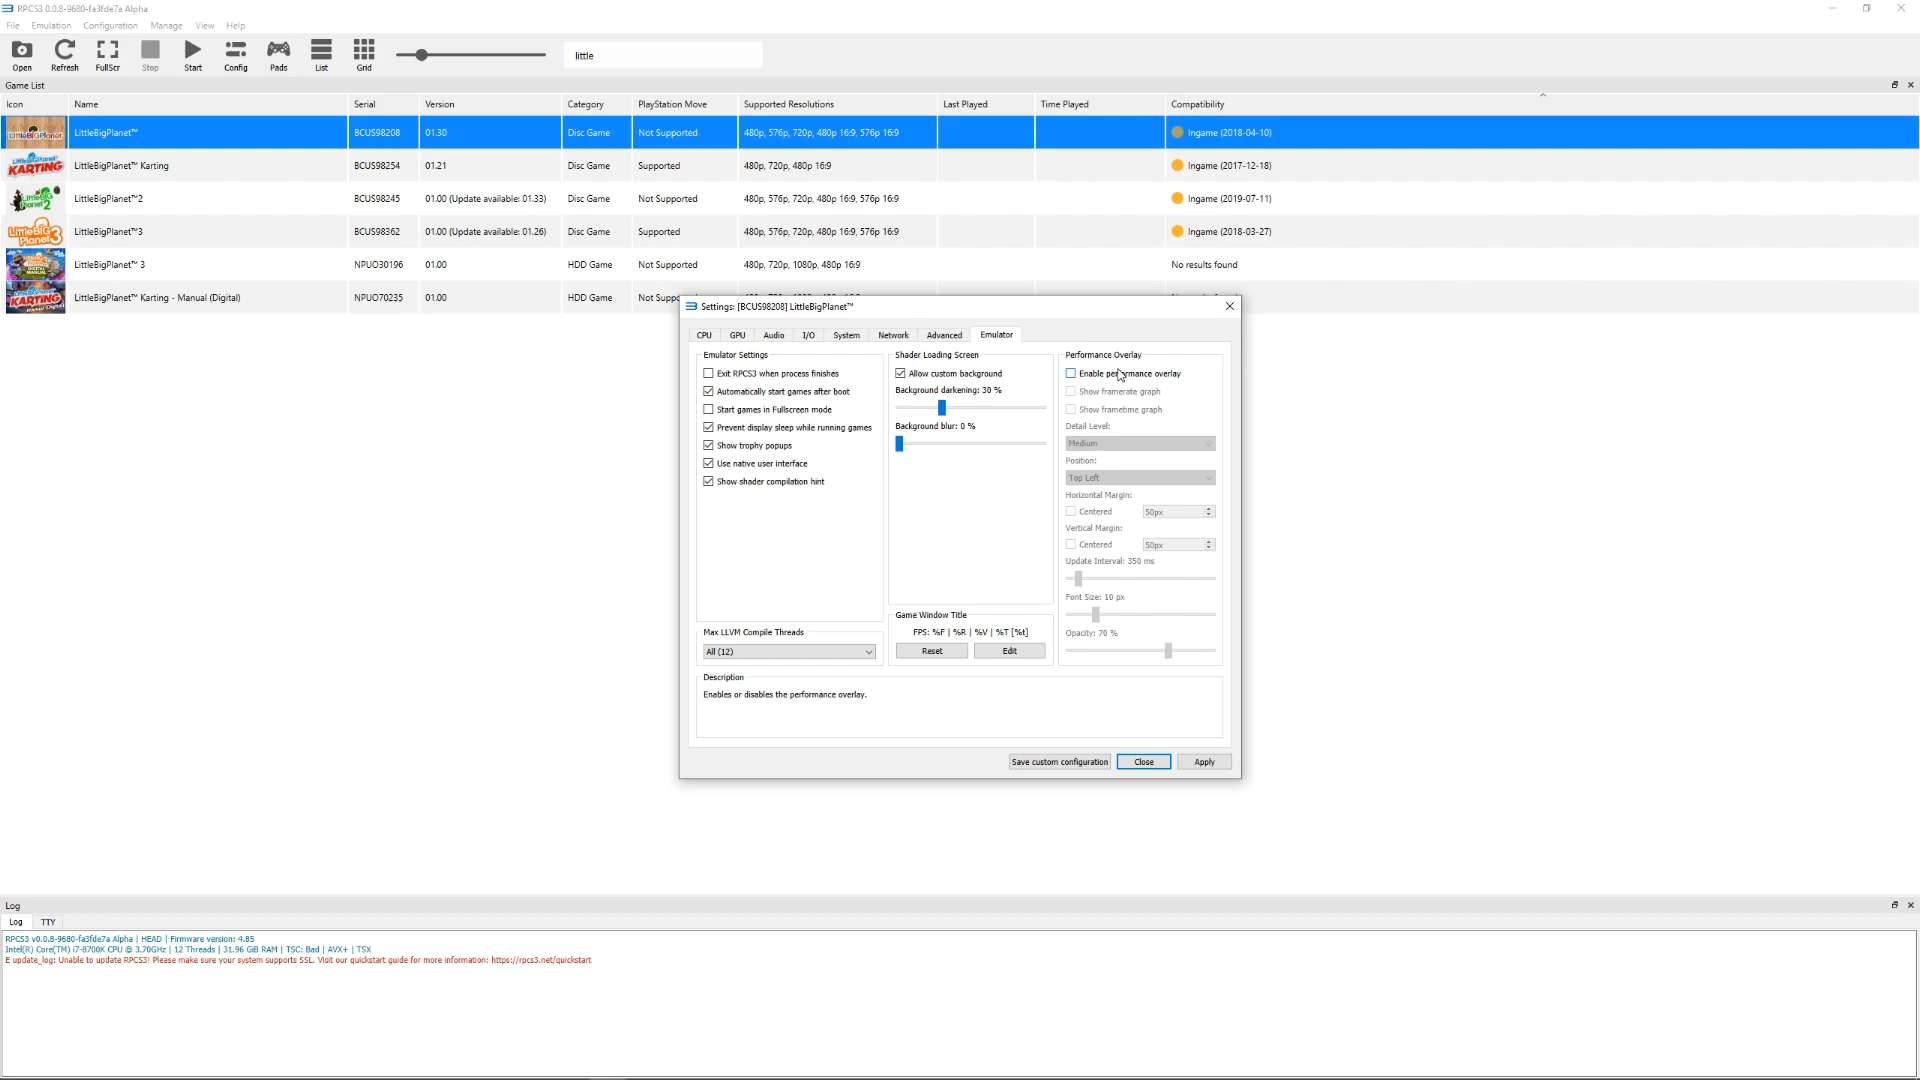 RPCS3 0.0.8-9680-fa3fde7a Alpha
File Emulation Configuration Manage View Help
Open Refresh FullScr Stop Start Config Pads List Grid little
Game List
Icon Name Serial Version Category PlayStation Move Supported Resolutions Last Played Time Played Compatibility
LittleBigPlanet LittleBigPlanet™ BCUS98208 01.30 Disc Game Not Supported 480p, 576p, 720p, 480p 16:9, 576p 16:9 Ingame (2018-04-10)
KARTING LittleBigPlanet™ Karting BCUS98254 01.21 Disc Game Supported 480p, 720p, 480p 16:9 Ingame (2017-12-18)
LittleBigPlanet 2 LittleBigPlanet™2 BCUS98245 01.00 (Update available: 01.33) Disc Game Not Supported 480p, 576p, 720p, 480p 16:9, 576p 16:9 Ingame (2019-07-11)
LittleBigPlanet 3 LittleBigPlanet™3 BCUS98362 01.00 (Update available: 01.26) Disc Game Supported 480p, 576p, 720p, 480p 16:9, 576p 16:9 Ingame (2018-03-27)
LittleBigPlanet™ 3 NPUO30196 01.00 HDD Game Not Supported 480p, 720p, 1080p, 480p 16:9 No results found
KARTING LittleBigPlanet™ Karting - Manual (Digital) NPUO70235 01.00 HDD Game Not Supp
Settings: [BCUS98208] LittleBigPlanet™
CPU GPU Audio I/O System Network Advanced Emulator
Emulator Settings
Exit RPCS3 when process finishes
Automatically start games after boot
Start games in Fullscreen mode
Prevent display sleep while running games
Show trophy popups
Use native user interface
Show shader compilation hint
Max LLVM Compile Threads
All (12)
Shader Loading Screen
Allow custom background
Background darkening: 30 %
Background blur: 0 %
Game Window Title
FPS: %F | %R | %V | %T [%t]
Reset Edit
Performance Overlay
Enable performance overlay
Show framerate graph
Show frametime graph
Detail Level:
Medium
Position:
Top Left
Horizontal Margin:
Centered 50px
Vertical Margin:
Centered 50px
Update Interval: 350 ms
Font Size: 10 px
Opacity: 70 %
Description
Enables or disables the performance overlay.
Save custom configuration Close Apply
Log
Log TTY
RPCS3 v0.0.8-9680-fa3fde7a Alpha | HEAD | Firmware version: 4.85
Intel(R) Core(TM) i7-8700K CPU @ 3.70GHz | 12 Threads | 31.96 GiB RAM | TSC: Bad | AVX+ | TSX
E update_log: Unable to update RPCS3! Please make sure your system supports SSL. Visit our quickstart guide for more information: https://rpcs3.net/quickstart